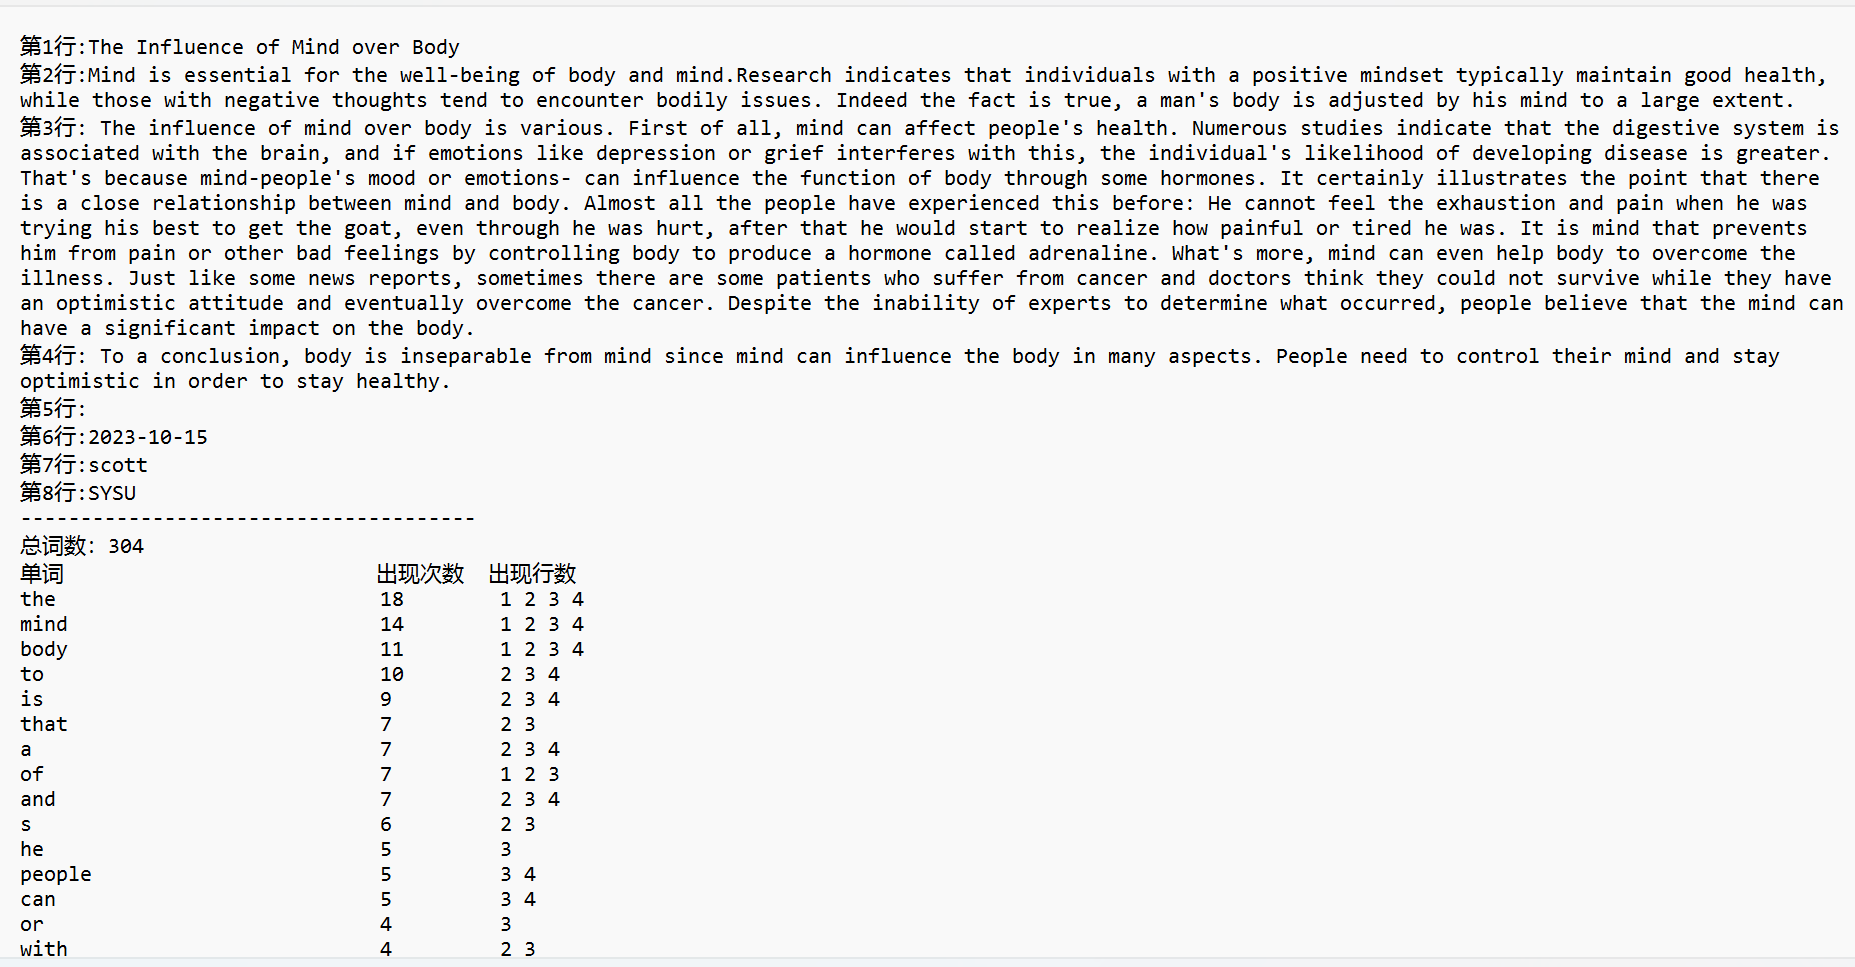 第1行:The Influence of Mind over Body
第2行:Mind is essential for the well-being of body and mind.Research indicates that individuals with a positive mindset typically maintain good health,
while those with negative thoughts tend to encounter bodily issues. Indeed the fact is true, a man's body is adjusted by his mind to a large extent.
第3行: The influence of mind over body is various. First of all, mind can affect people's health. Numerous studies indicate that the digestive system is
associated with the brain, and if emotions like depression or grief interferes with this, the individual's likelihood of developing disease is greater.
That's because mind-people's mood or emotions- can influence the function of body through some hormones. It certainly illustrates the point that there
is a close relationship between mind and body. Almost all the people have experienced this before: He cannot feel the exhaustion and pain when he was
trying his best to get the goat, even through he was hurt, after that he would start to realize how painful or tired he was. It is mind that prevents
him from pain or other bad feelings by controlling body to produce a hormone called adrenaline. What's more, mind can even help body to overcome the
illness. Just like some news reports, sometimes there are some patients who suffer from cancer and doctors think they could not survive while they have
an optimistic attitude and eventually overcome the cancer. Despite the inability of experts to determine what occurred, people believe that the mind can
have a significant impact on the body.
第4行: To a conclusion, body is inseparable from mind since mind can influence the body in many aspects. People need to control their mind and stay
optimistic in order to stay healthy.
第5行:
第6行:2023-10-15
第7行:scott
第8行:SYSU
--------------------------------------
总词数: 304
单词 出现次数 出现行数
the 18 1 2 3 4
mind 14 1 2 3 4
body 11 1 2 3 4
to 10 2 3 4
is 9 2 3 4
that 7 2 3
a 7 2 3 4
of 7 1 2 3
and 7 2 3 4
s 6 2 3
he 5 3
people 5 3 4
can 5 3 4
or 4 3
with 4 2 3